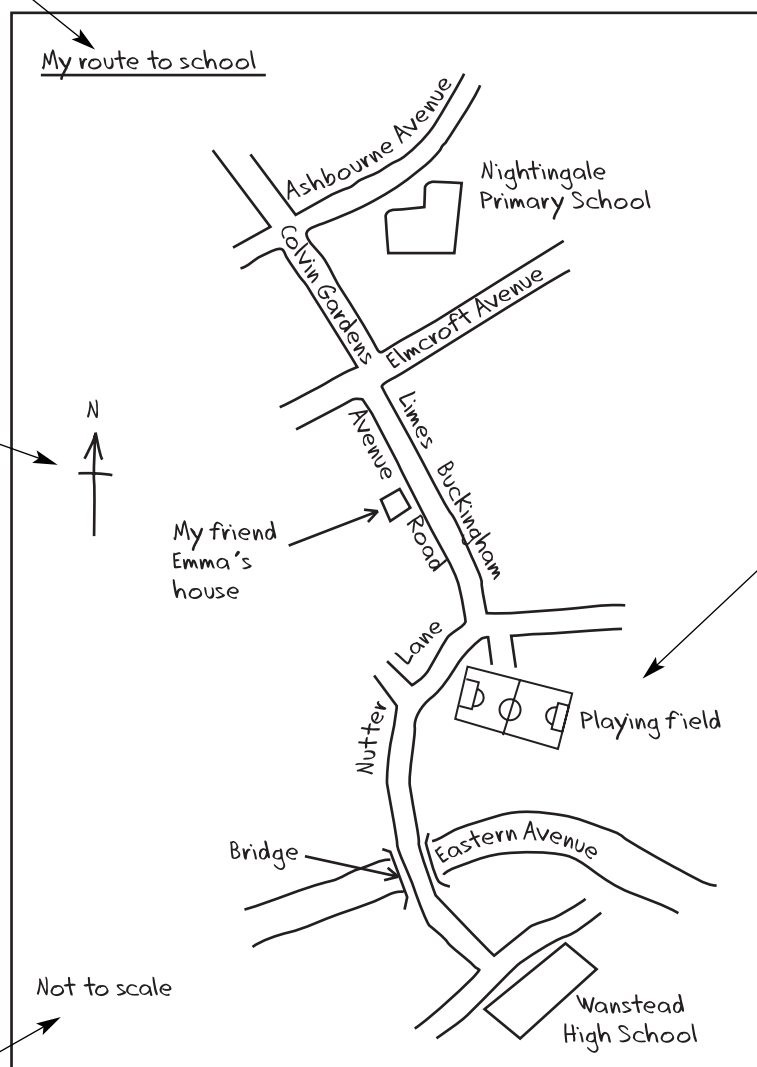 My route to school
Ashbourne Avenue
Nightingale
Primary School
Colvin Gardens
Elmcroft Avenue
N
Limes
Avenue
Buckingham
Road
My friend
Emma's
house
Lane
Nutter
Playing field
Eastern Avenue
Bridge
Not to scale
Wanstead
High School